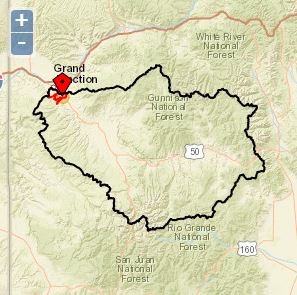 +
-
White River
National
Forest
Grand
Junction
Gunnison
National
Forest
50
Rio Grande
National
Forest
160
San Juan
National
Forest